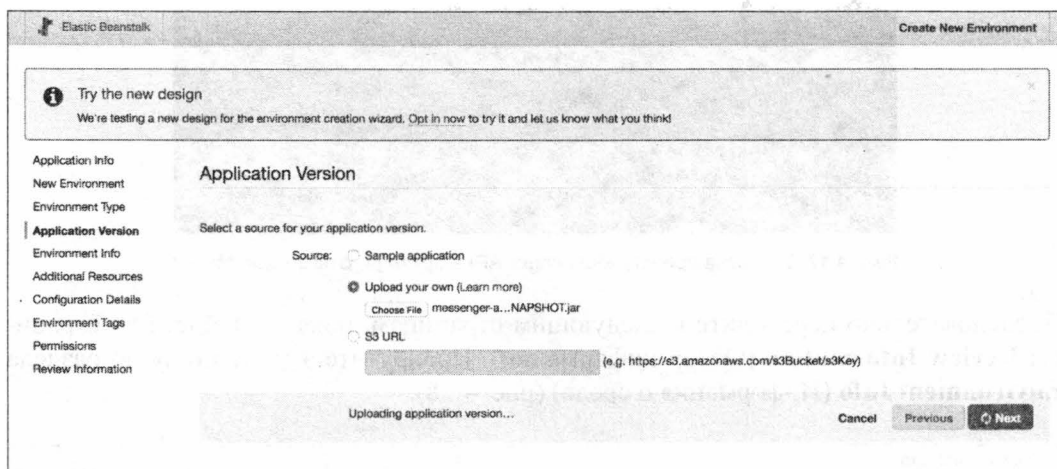 Elastic Beanstalk
Create New Environment
Try the new design
We're testing a new design for the environment creation wizard. Opt in now to try it and let us know what you think!
Application Info
New Environment
Environment Type
Application Version
Environment Info
Additional Resources
Configuration Details
Environment Tags
Permissions
Review Information
Application Version
Select a source for your application version.
Source: Sample application
Upload your own (Learn more)
Choose File messenger-a...NAPSHOT.jar
S3 URL
(e.g. https://s3.amazonaws.com/s3Bucket/s3Key)
Uploading application version...
Cancel Previous Next